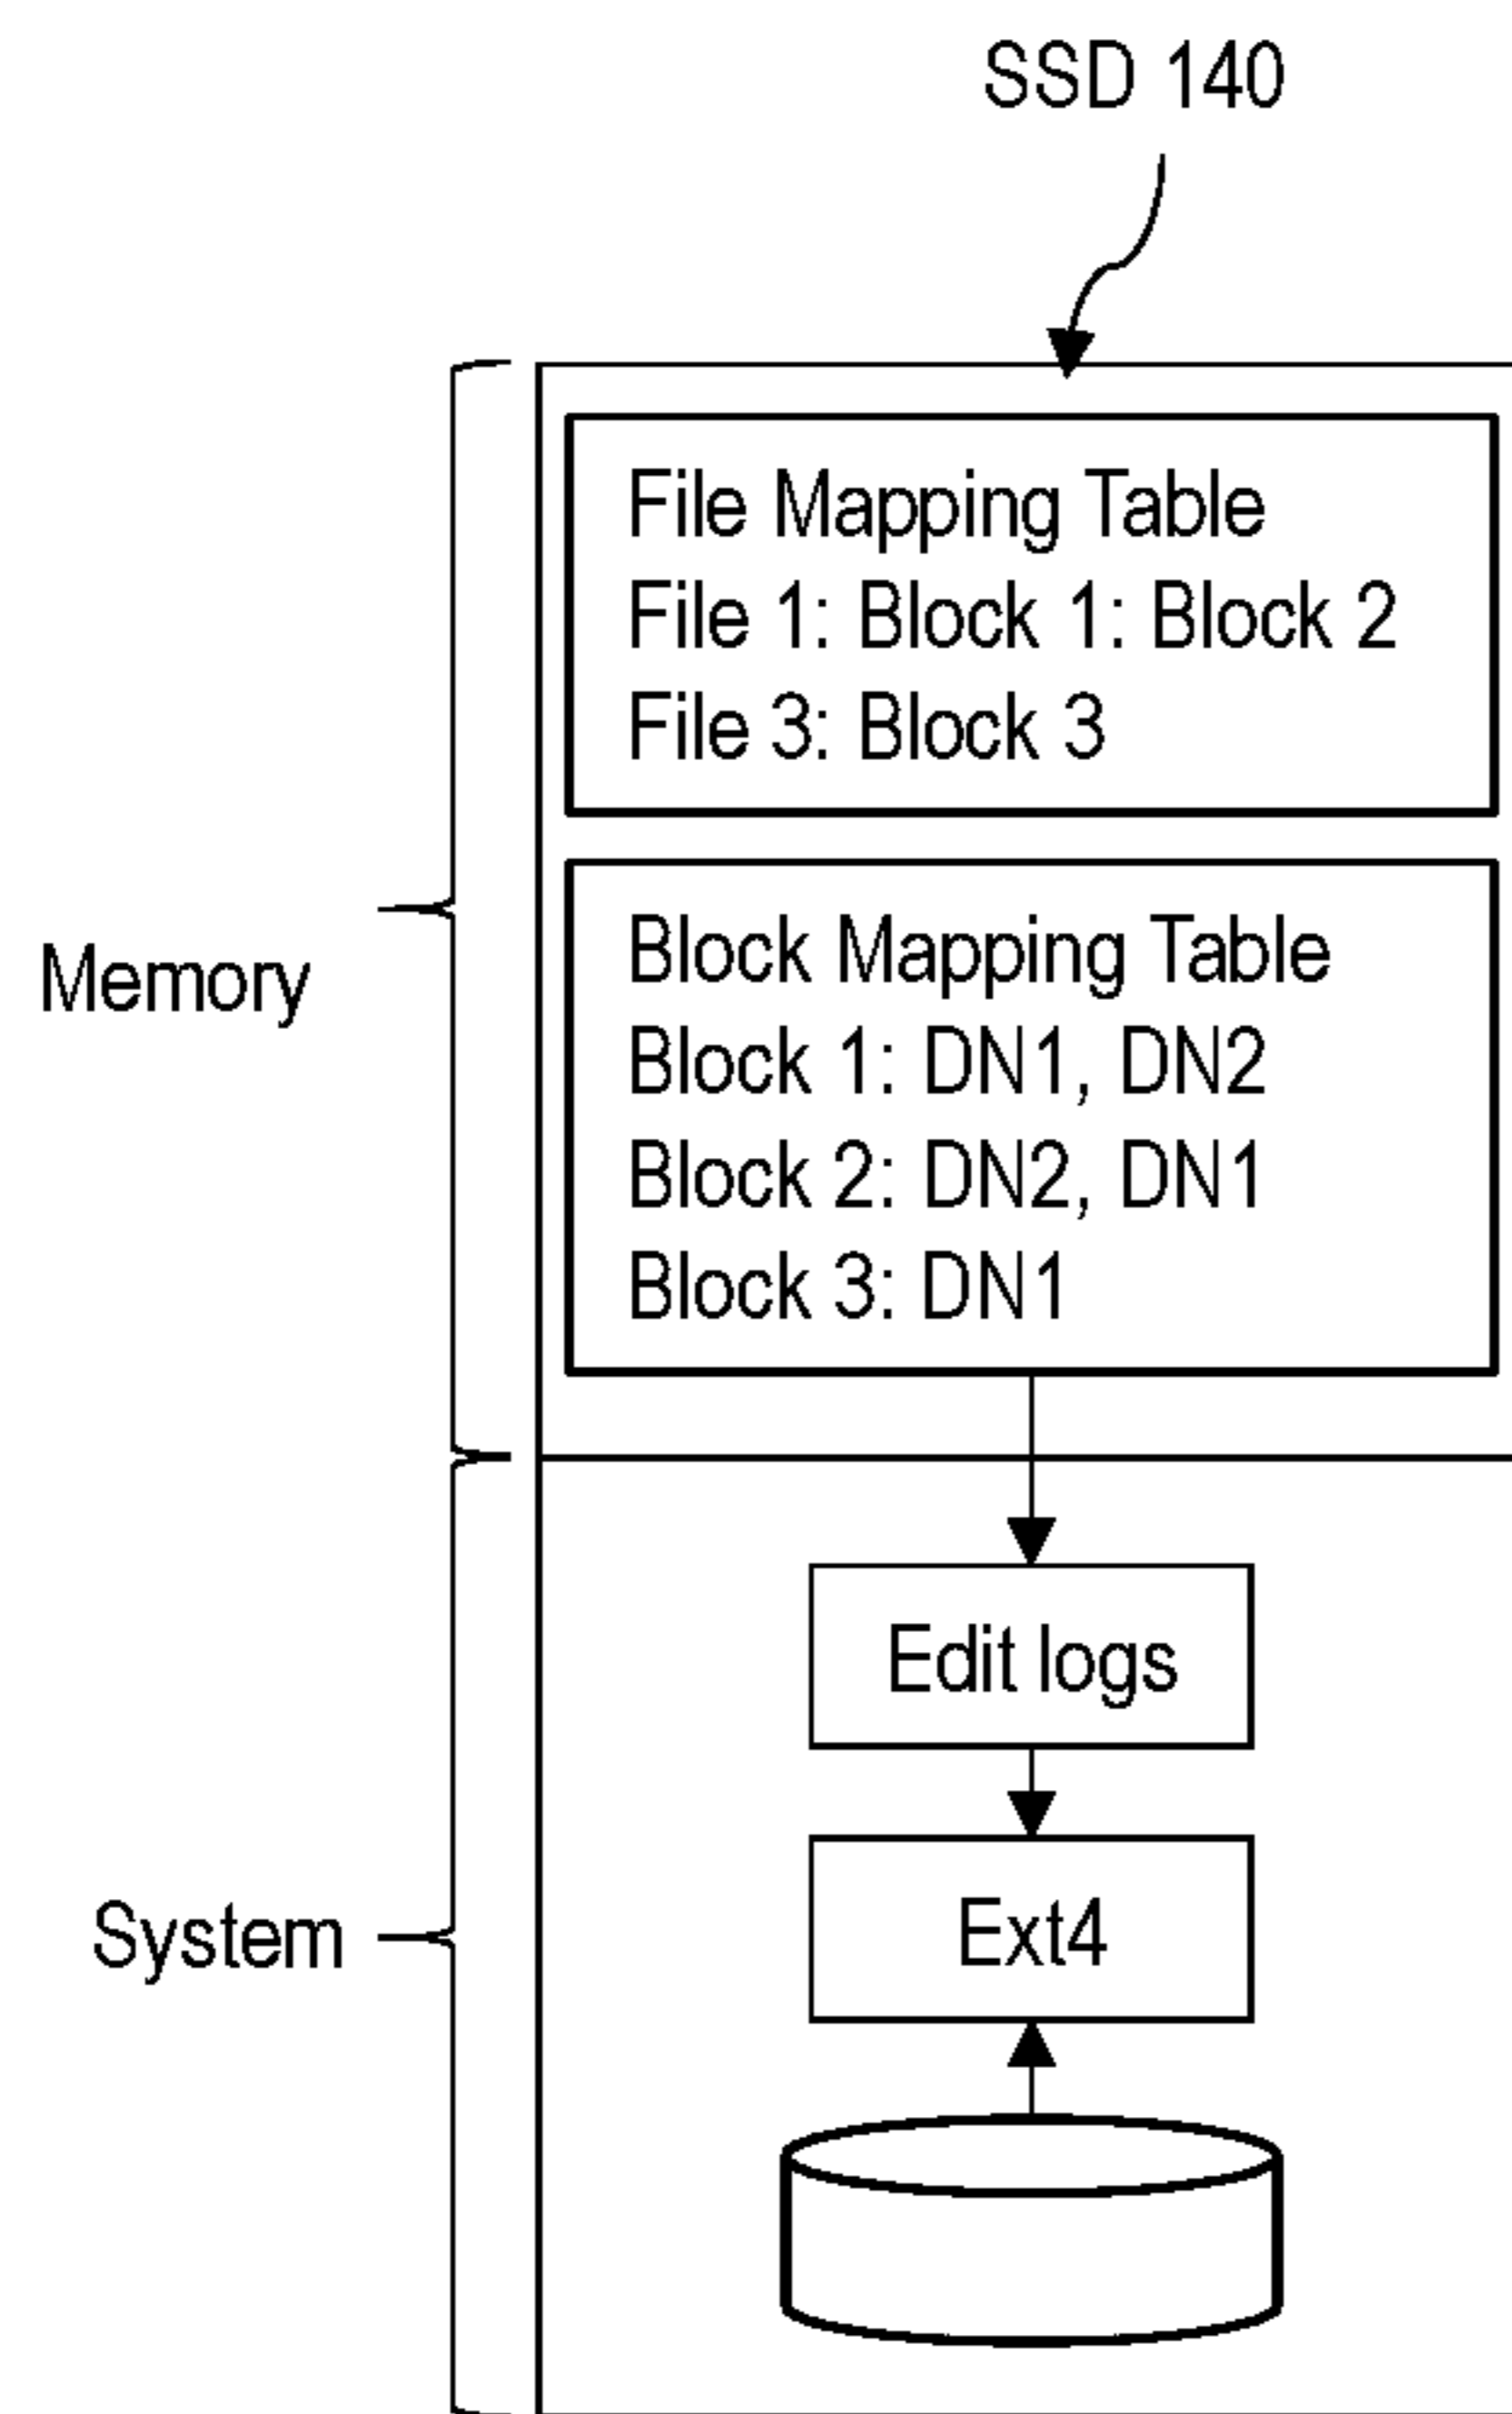 SSD 140
File Mapping Table
File 1: Block 1: Block 2
File 3: Block 3
Memory
Block Mapping Table
Block 1: DN1, DN2
Block 2: DN2, DN1
Block 3: DN1
Edit logs
System
Ext4